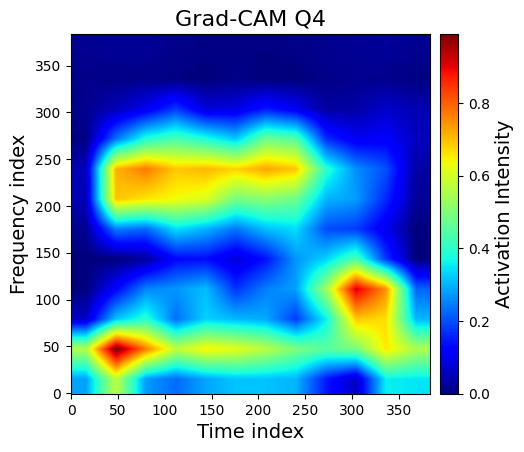 Grad-CAM Q4
Frequency index
350
300
250
200
150
100
50
0
0 50 100 150 200 250 300 350
Time index
0.8
0.6
0.4
0.2
0.0
Activation Intensity